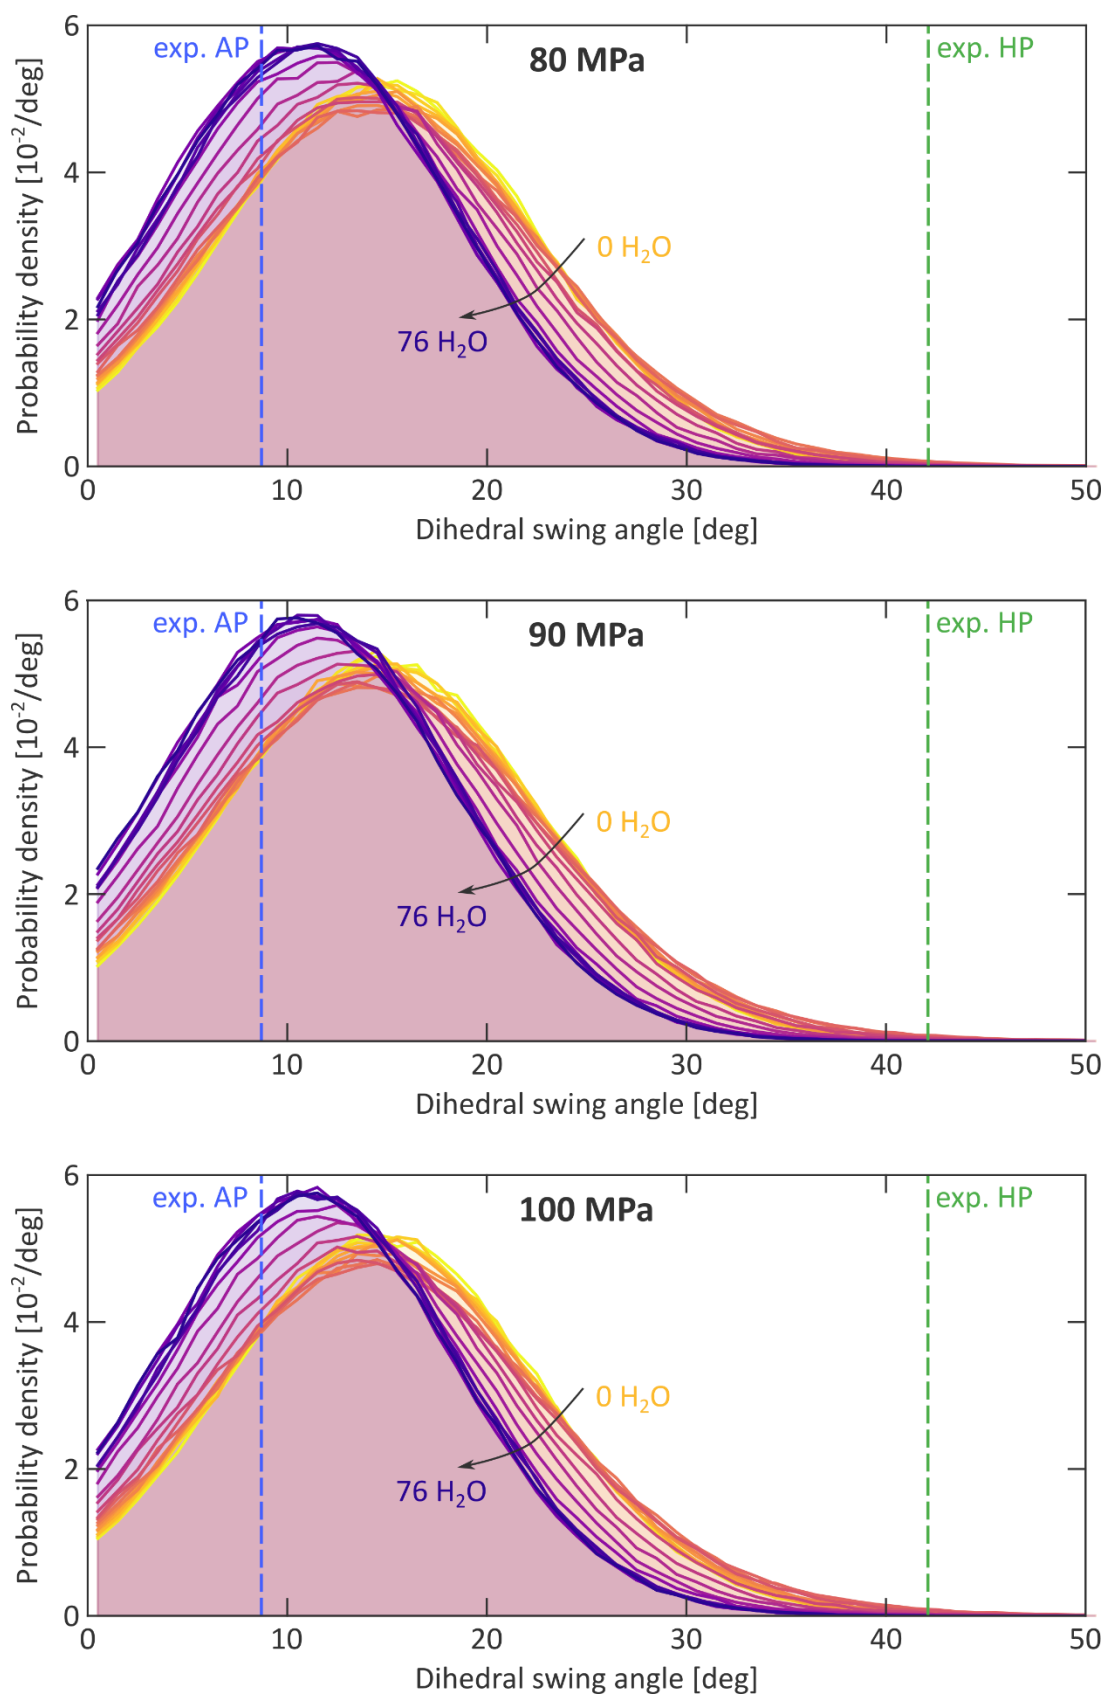 6
exp. AP
80 MPa
exp. HP
4
0 H₂O
2
76 H₂O
0
0 10 20 30 40 50
Probability density [10⁻²/deg]
Dihedral swing angle [deg]
6
exp. AP
90 MPa
exp. HP
4
0 H₂O
2
76 H₂O
0
0 10 20 30 40 50
Probability density [10⁻²/deg]
Dihedral swing angle [deg]
6
exp. AP
100 MPa
exp. HP
4
0 H₂O
2
76 H₂O
0
0 10 20 30 40 50
Probability density [10⁻²/deg]
Dihedral swing angle [deg]